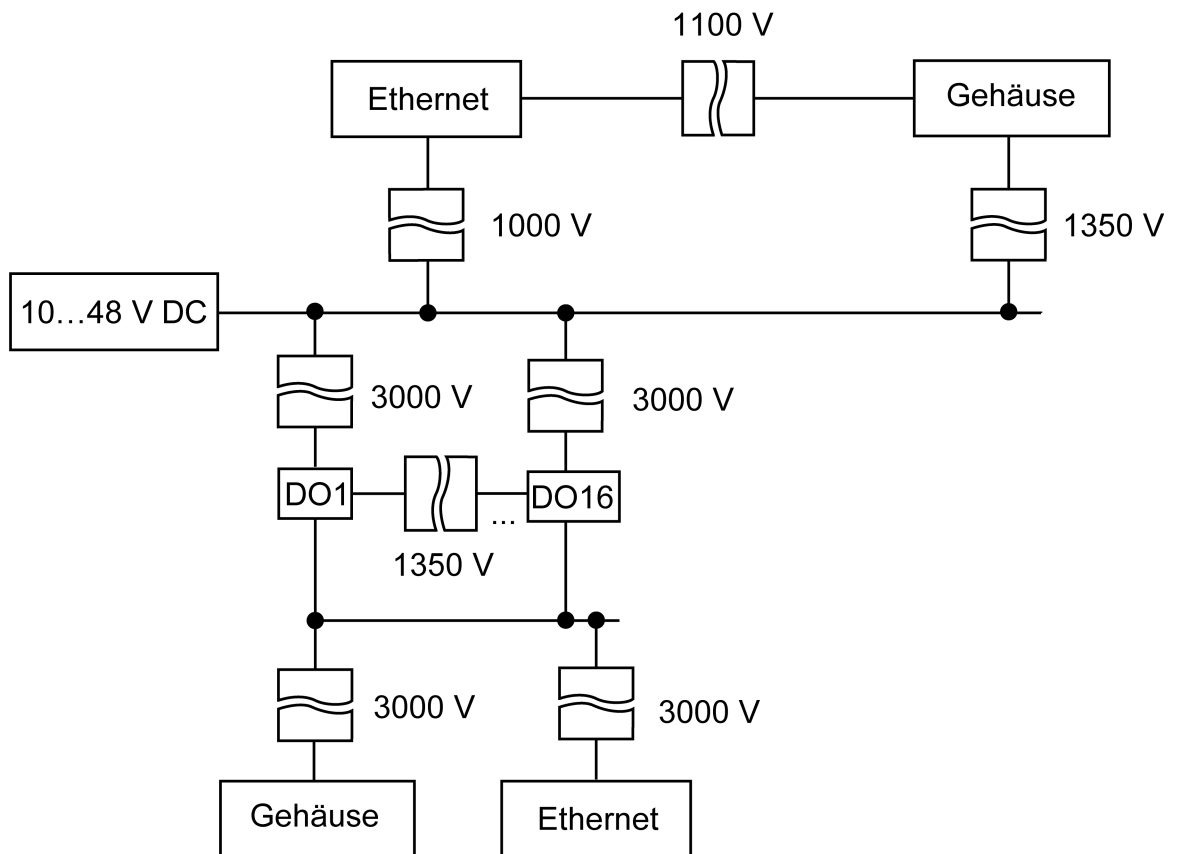 1100 V
Ethernet
Gehäuse
1000 V
1350 V
10...48 V DC
3000 V
3000 V
DO1
...
DO16
1350 V
3000 V
3000 V
Gehäuse
Ethernet